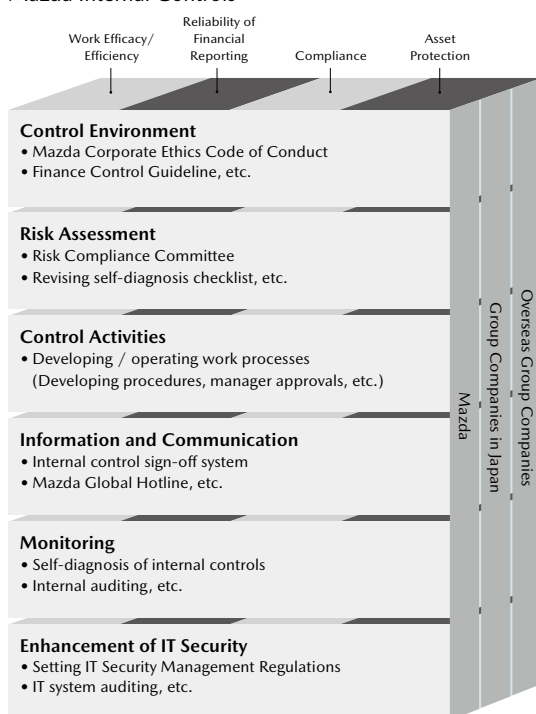 Mazda Internal Controls
Work Efficacy/
Efficiency
Reliability of
Financial
Reporting
Compliance
Asset
Protection
Control Environment
• Mazda Corporate Ethics Code of Conduct
• Finance Control Guideline, etc.
Risk Assessment
• Risk Compliance Committee
• Revising self-diagnosis checklist, etc.
Control Activities
• Developing / operating work processes
(Developing procedures, manager approvals, etc.)
Information and Communication
• Internal control sign-off system
• Mazda Global Hotline, etc.
Monitoring
• Self-diagnosis of internal controls
• Internal auditing, etc.
Enhancement of IT Security
• Setting IT Security Management Regulations
• IT system auditing, etc.
Mazda
Group Companies in Japan
Overseas Group Companies